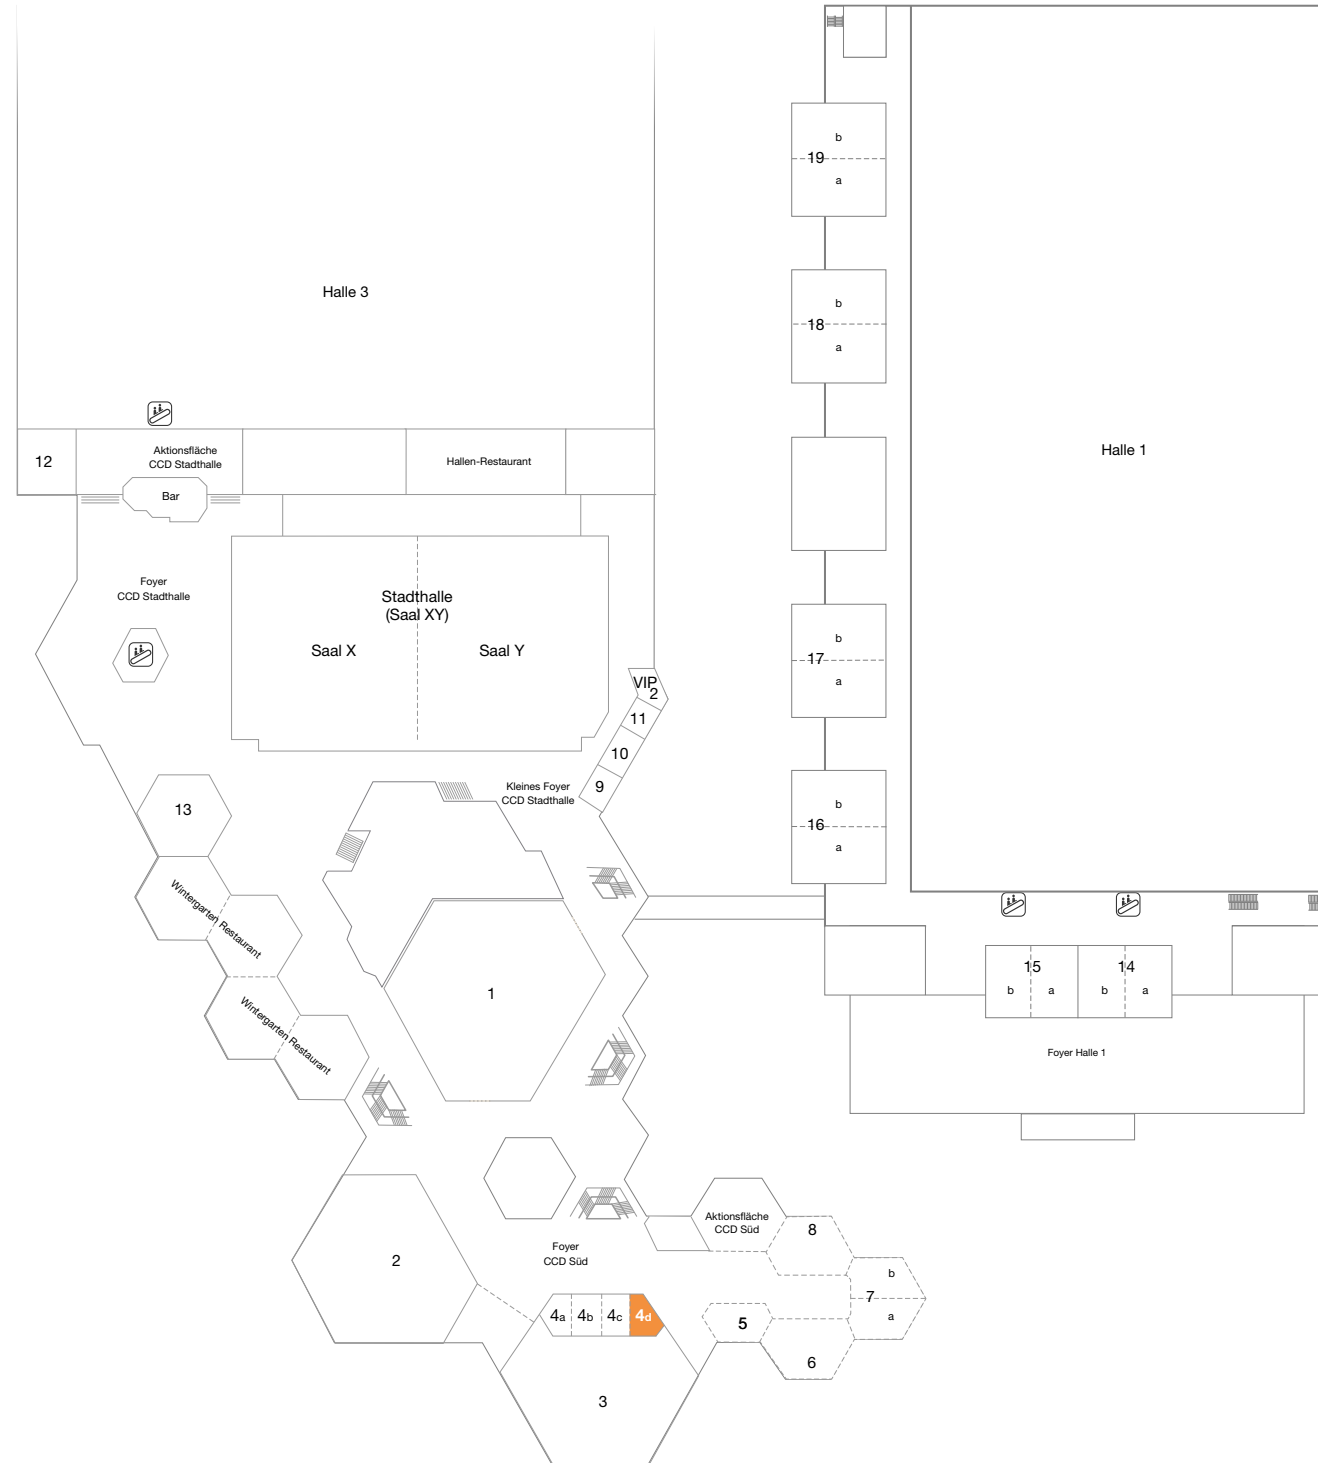 b
19
a
b
Halle 3
18
a
Halle 1
12
Aktionsfläche
CCD Stadthalle
Hallen-Restaurant
Bar
Foyer
CCD Stadthalle
Stadthalle
(Saal XY)
Saal X
Saal Y
b
17
a
VIP
2
11
10
9
Kleines Foyer
CCD Stadthalle
b
16
a
13
Wintergarten Restaurant
Wintergarten Restaurant
1
15
14
b
a
b
a
Foyer Halle 1
Aktionsfläche
CCD Süd
8
Foyer
CCD Süd
2
b
7
a
4a
4b
4c
4d
5
6
3